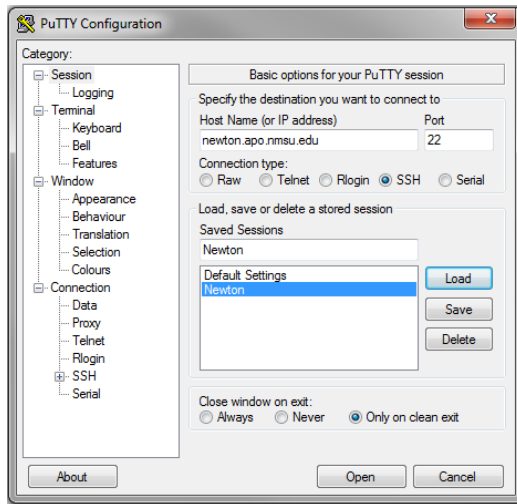 PuTTY Configuration
Category:
Session
Logging
Terminal
Keyboard
Bell
Features
Window
Appearance
Behaviour
Translation
Selection
Colours
Connection
Data
Proxy
Telnet
Rlogin
SSH
Serial
Basic options for your PuTTY session
Specify the destination you want to connect to
Host Name (or IP address) Port
newton.apo.nmsu.edu 22
Connection type:
Raw Telnet Rlogin SSH Serial
Load, save or delete a stored session
Saved Sessions
Newton
Default Settings
Newton
Load
Save
Delete
Close window on exit:
Always Never Only on clean exit
About Open Cancel